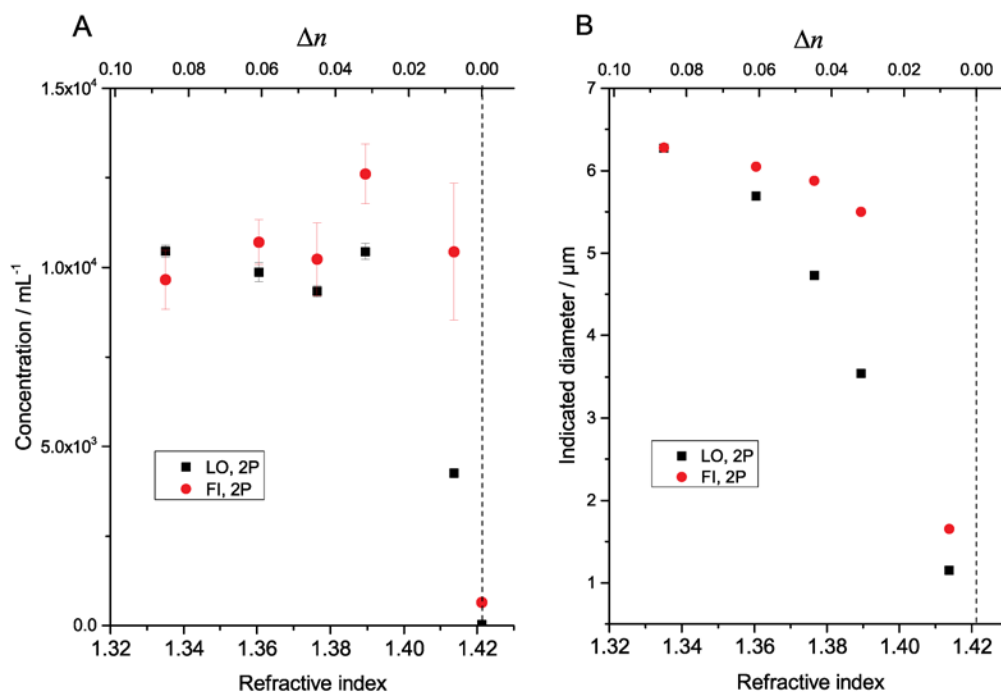 A
Δn
0.10 0.08 0.06 0.04 0.02 0.00
1.5x10⁴
1.0x10⁴
5.0x10³
0.0
Concentration / mL⁻¹
LO, 2P
FI, 2P
1.32 1.34 1.36 1.38 1.40 1.42
Refractive index
B
Δn
0.10 0.08 0.06 0.04 0.02 0.00
7
6
5
4
3
2
1
Indicated diameter / µm
LO, 2P
FI, 2P
1.32 1.34 1.36 1.38 1.40 1.42
Refractive index